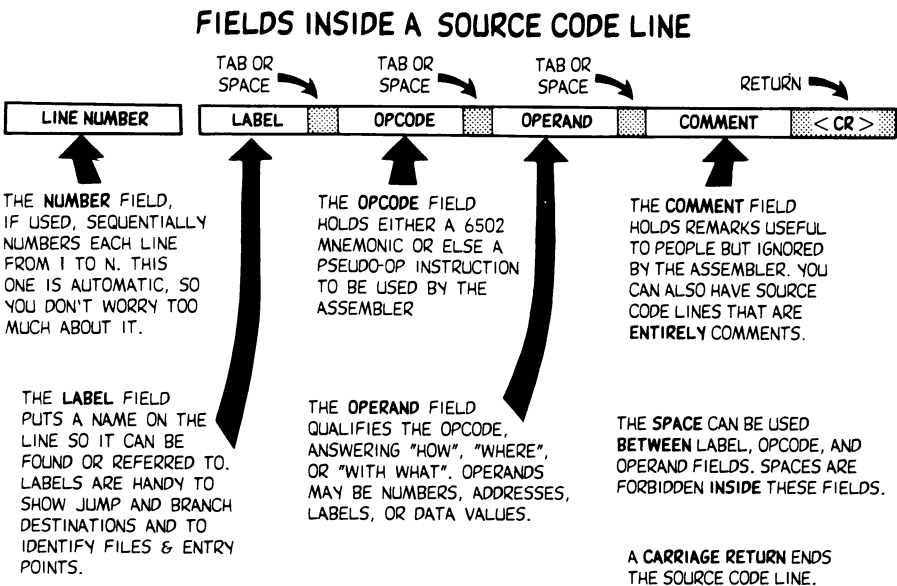 FIELDS INSIDE A SOURCE CODE LINE
TAB OR
SPACE
TAB OR
SPACE
TAB OR
SPACE
RETURN
LINE NUMBER
LABEL
OPCODE
OPERAND
COMMENT
< CR >
THE NUMBER FIELD,
IF USED, SEQUENTIALLY
NUMBERS EACH LINE
FROM 1 TO N. THIS
ONE IS AUTOMATIC, SO
YOU DON'T WORRY TOO
MUCH ABOUT IT.
THE OPCODE FIELD
HOLDS EITHER A 6502
MNEMONIC OR ELSE A
PSEUDO-OP INSTRUCTION
TO BE USED BY THE
ASSEMBLER
THE COMMENT FIELD
HOLDS REMARKS USEFUL
TO PEOPLE BUT IGNORED
BY THE ASSEMBLER. YOU
CAN ALSO HAVE SOURCE
CODE LINES THAT ARE
ENTIRELY COMMENTS.
THE LABEL FIELD
PUTS A NAME ON THE
LINE SO IT CAN BE
FOUND OR REFERRED TO.
LABELS ARE HANDY TO
SHOW JUMP AND BRANCH
DESTINATIONS AND TO
IDENTIFY FILES & ENTRY
POINTS.
THE OPERAND FIELD
QUALIFIES THE OPCODE,
ANSWERING "HOW", "WHERE",
OR "WITH WHAT". OPERANDS
MAY BE NUMBERS, ADDRESSES,
LABELS, OR DATA VALUES.
THE SPACE CAN BE USED
BETWEEN LABEL, OPCODE, AND
OPERAND FIELDS. SPACES ARE
FORBIDDEN INSIDE THESE FIELDS.
A CARRIAGE RETURN ENDS
THE SOURCE CODE LINE.